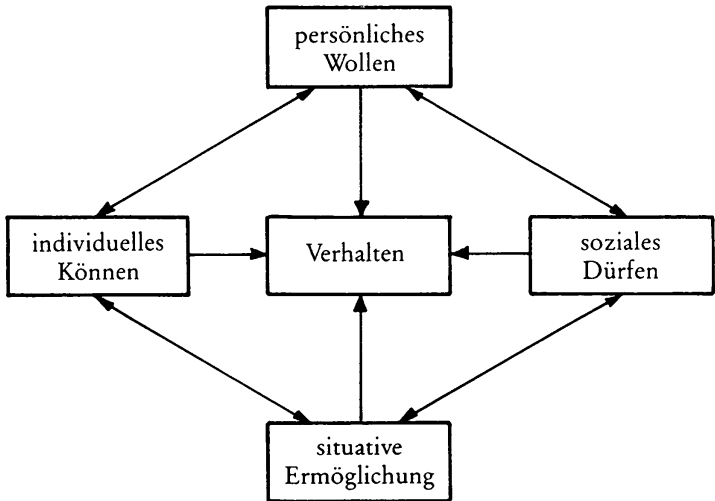 persönliches
Wollen
individuelles
Können
Verhalten
soziales
Dürfen
situative
Ermöglichung